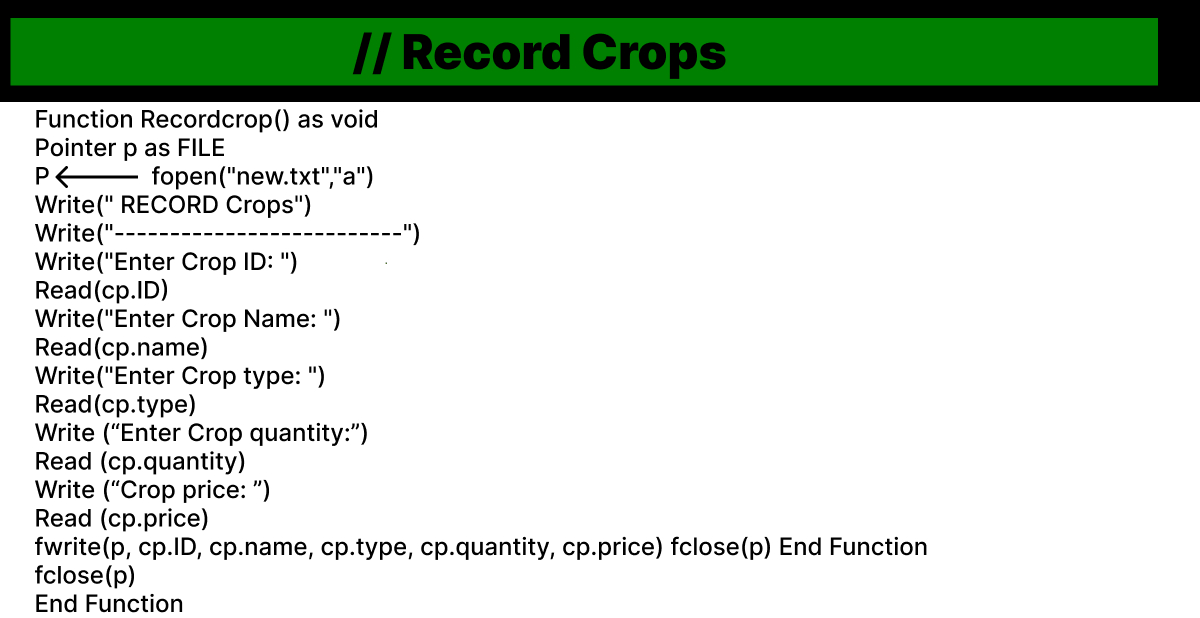 // Record Crops
Function Recordcrop() as void
Pointer p as FILE
P ← fopen("new.txt","a")
Write(" RECORD Crops")
Write("--------------------------")
Write("Enter Crop ID: ")
Read(cp.ID)
Write("Enter Crop Name: ")
Read(cp.name)
Write("Enter Crop type: ")
Read(cp.type)
Write (“Enter Crop quantity:”)
Read (cp.quantity)
Write (“Crop price: ”)
Read (cp.price)
fwrite(p, cp.ID, cp.name, cp.type, cp.quantity, cp.price) fclose(p) End Function
fclose(p)
End Function